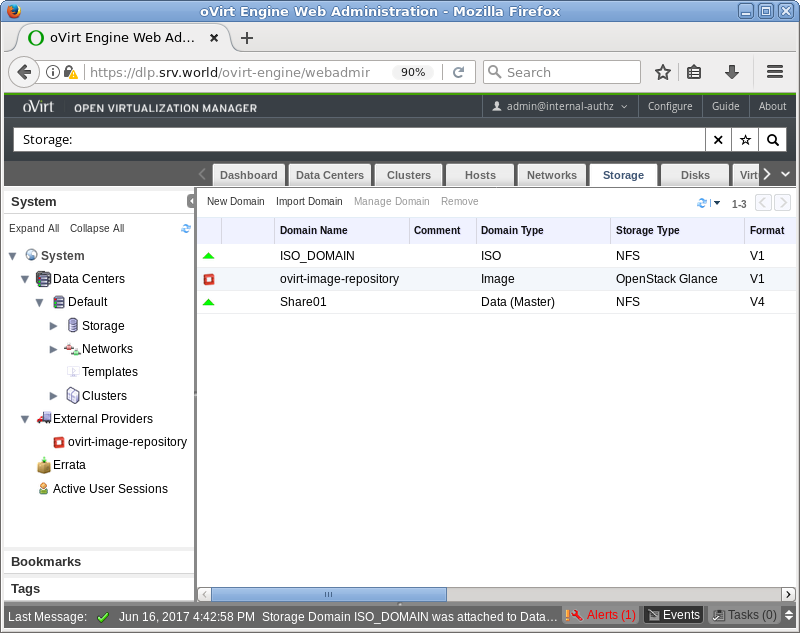 oVirt Engine Web Administration - Mozilla Firefox
oVirt Engine Web Ad...
https://dlp.srv.world/ovirt-engine/webadmir 90% Search
oVirt OPEN VIRTUALIZATION MANAGER admin@internal-authz Configure Guide About
Storage:
Dashboard Data Centers Clusters Hosts Networks Storage Disks Virt
System
New Domain Import Domain Manage Domain Remove 1-3
Expand All Collapse All
Domain Name Comment Domain Type Storage Type Format
ISO_DOMAIN ISO NFS V1
ovirt-image-repository Image OpenStack Glance V1
Share01 Data (Master) NFS V4
System
Data Centers
Default
Storage
Networks
Templates
Clusters
External Providers
ovirt-image-repository
Errata
Active User Sessions
Bookmarks
Tags
Last Message: Jun 16, 2017 4:42:58 PM Storage Domain ISO_DOMAIN was attached to Data... Alerts (1) Events Tasks (0)